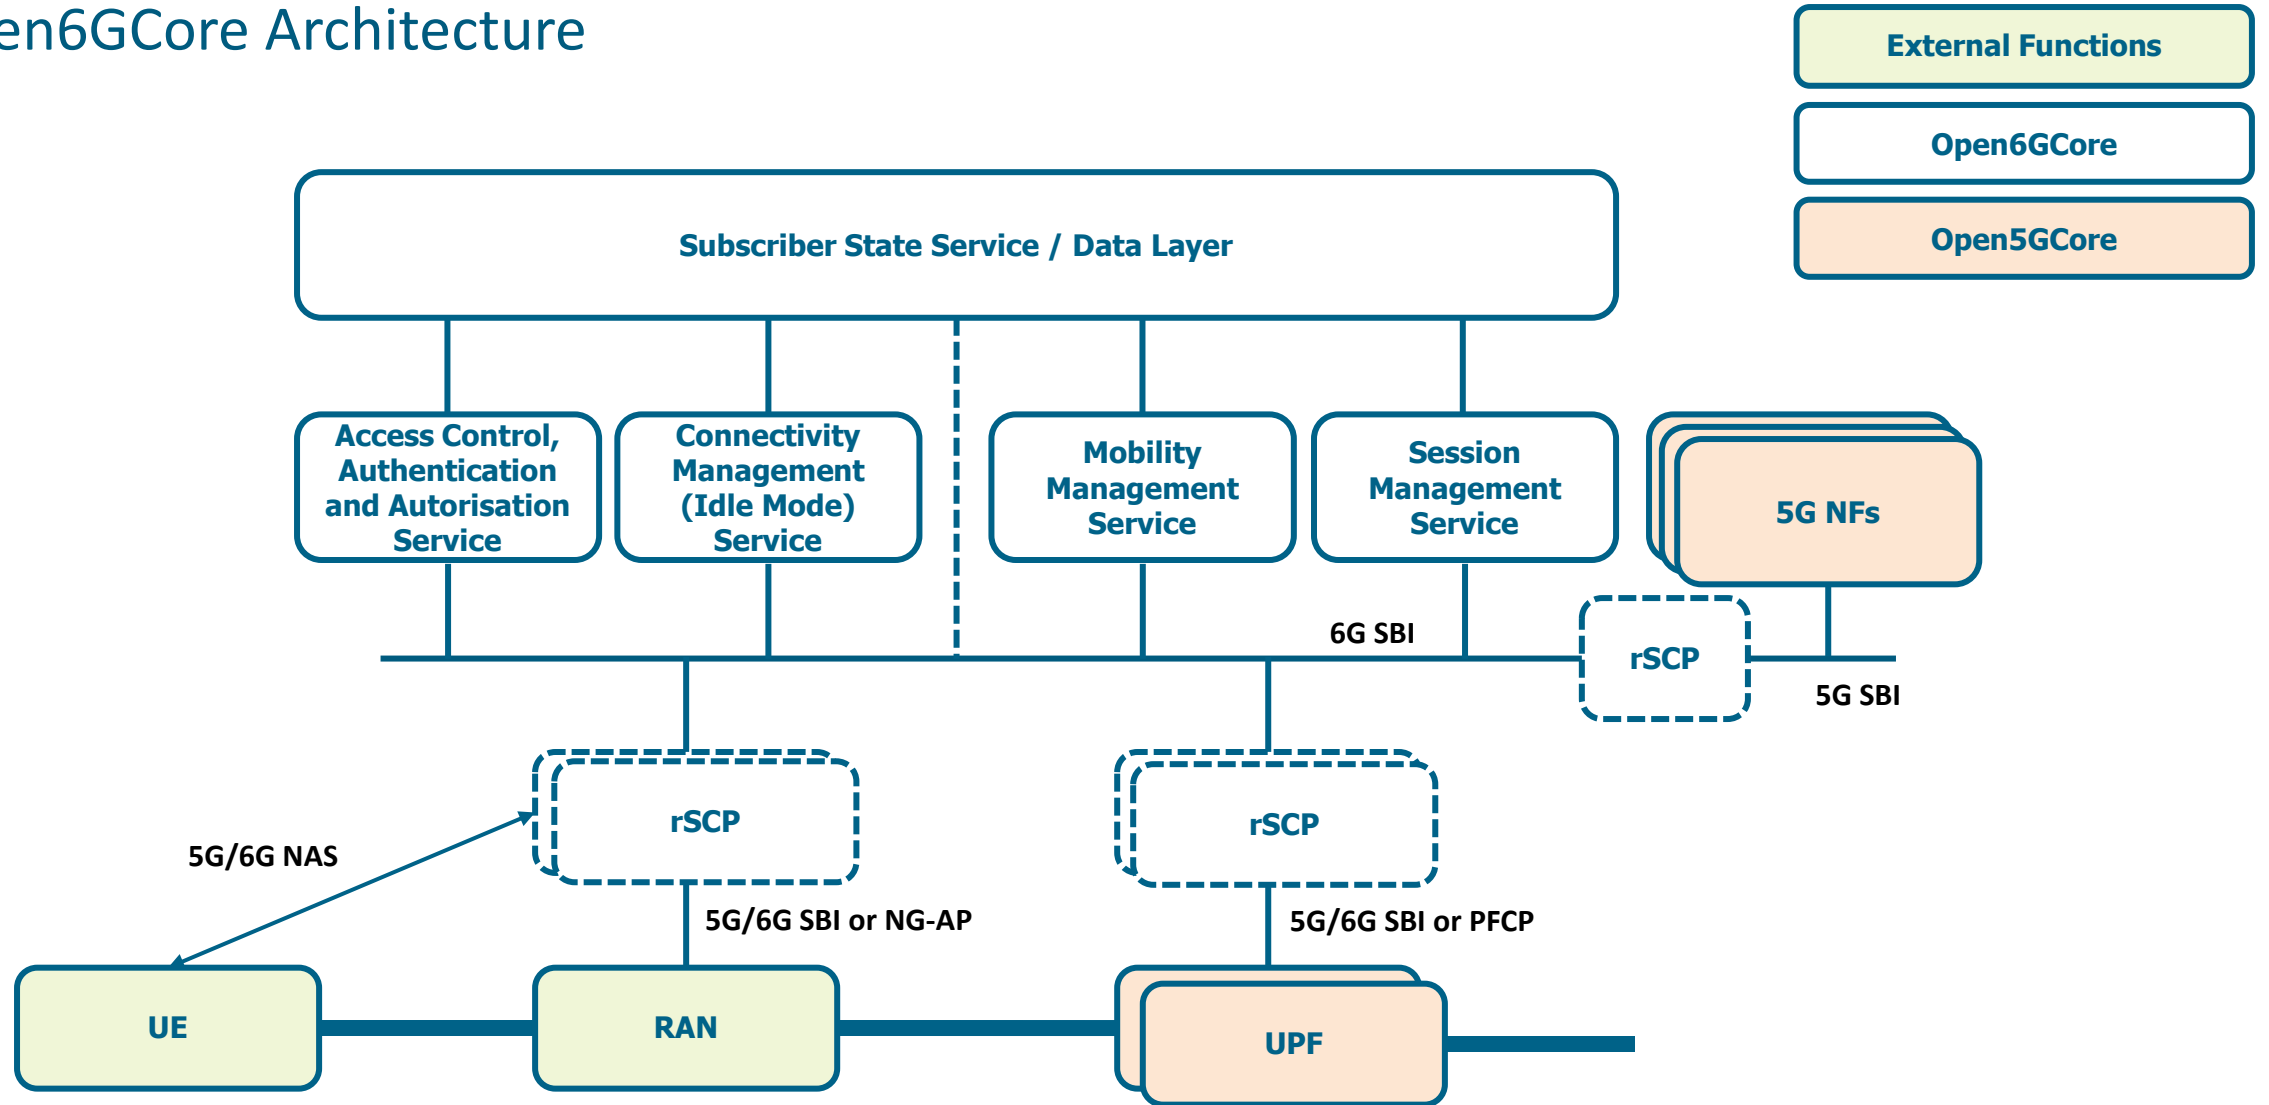 en6GCore Architecture
External Functions
Open6GCore
Open5GCore
Subscriber State Service / Data Layer
Access Control,
Authentication
and Autorisation
Service
Connectivity
Management
(Idle Mode)
Service
Mobility
Management
Service
Session
Management
Service
5G NFs
6G SBI
rSCP
5G SBI
rSCP
rSCP
5G/6G NAS
5G/6G SBI or NG-AP
5G/6G SBI or PFCP
UE
RAN
UPF